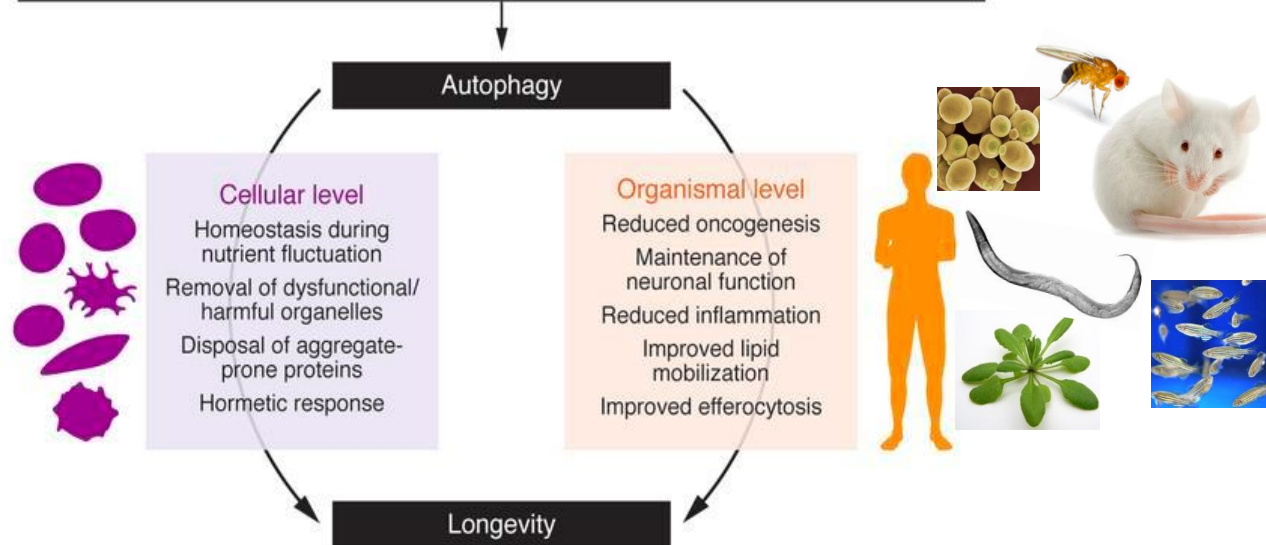 Autophagy
Cellular level
Homeostasis during
nutrient fluctuation
Removal of dysfunctional/
harmful organelles
Disposal of aggregate-
prone proteins
Hormetic response
Organismal level
Reduced oncogenesis
Maintenance of
neuronal function
Reduced inflammation
Improved lipid
mobilization
Improved efferocytosis
Longevity